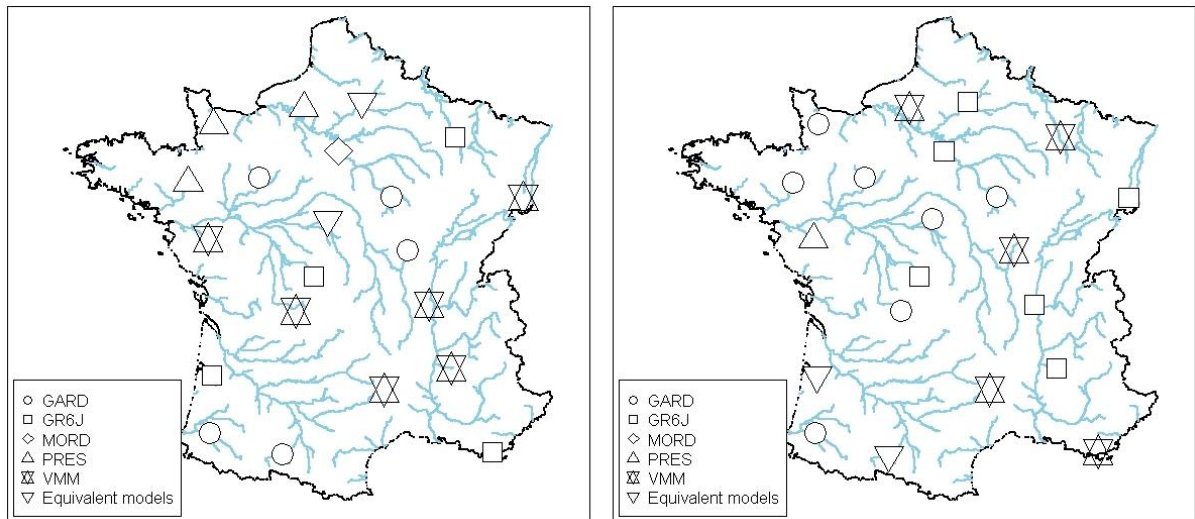 GARD
GR6J
MORD
PRES
VMM
Equivalent models
GARD
GR6J
MORD
PRES
VMM
Equivalent models